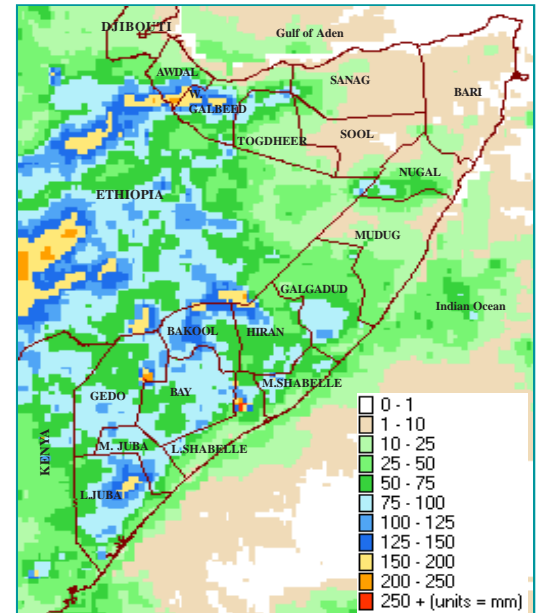 DJIBOUTI
Gulf of Aden
AWDAL
SANAG
BARI
W.
GALBEED
TOGDHEER
SOOL
NUGAL
ETHIOPIA
MUDUG
GALGADUD
Indian Ocean
BAKOOL
HIRAN
GEDO
BAY
M.SHABELLE
KENYA
M. JUBA
L.SHABELLE
L.JUBA
0 - 1
1 - 10
10 - 25
25 - 50
50 - 75
75 - 100
100 - 125
125 - 150
150 - 200
200 - 250
250 + (units = mm)